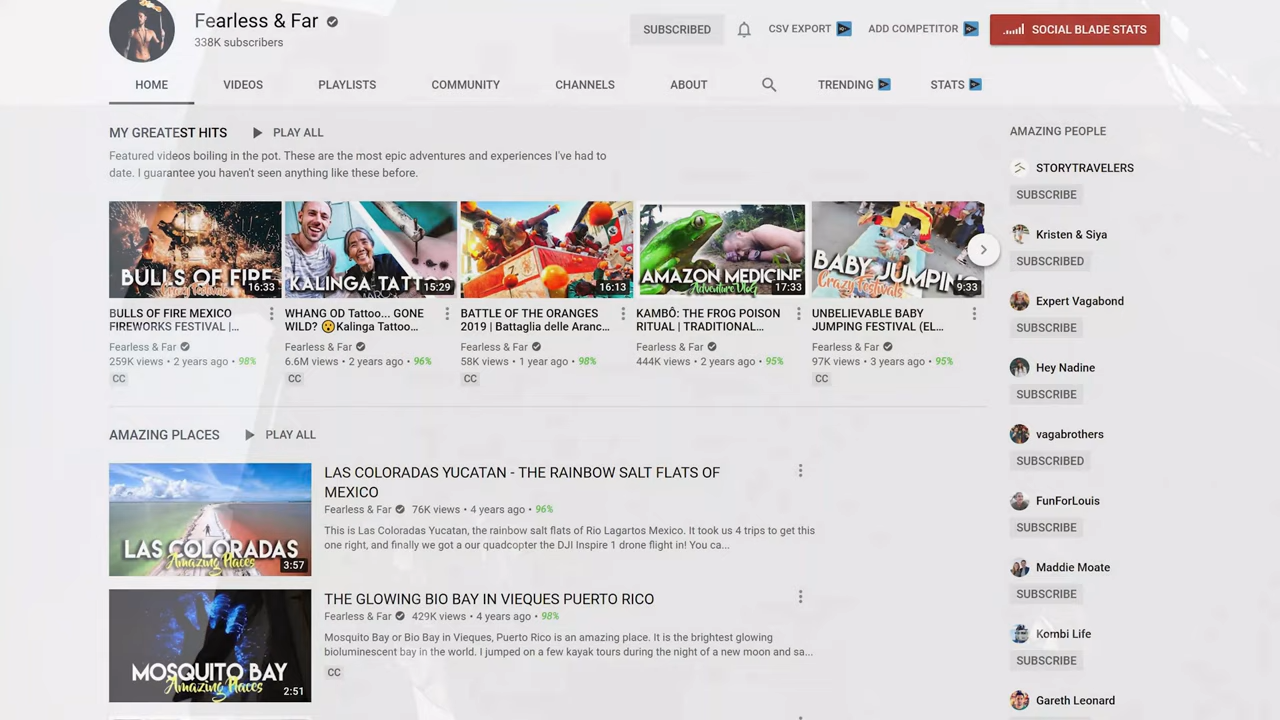 Fearless & Far
338K subscribers
SUBSCRIBED
CSV EXPORT
ADD COMPETITOR
SOCIAL BLADE STATS
HOME
VIDEOS
PLAYLISTS
COMMUNITY
CHANNELS
ABOUT
TRENDING
STATS
MY GREATEST HITS
PLAY ALL
Featured videos boiling in the pot. These are the most epic adventures and experiences I've had to
date. I guarantee you haven't seen anything like these before.
BULLS OF FIRE
Crazy Festivals
16:33
BULLS OF FIRE MEXICO
FIREWORKS FESTIVAL |...
Fearless & Far
259K views • 2 years ago • 98%
CC
KALINGA TATTOO
15:29
WHANG OD Tattoo... GONE
WILD? 😮Kalinga Tattoo...
Fearless & Far
6.6M views • 2 years ago • 96%
CC
16:13
BATTLE OF THE ORANGES
2019 | Battaglia delle Aranc...
Fearless & Far
58K views • 1 year ago • 98%
CC
AMAZON MEDICINE
Adventure Vlog
17:33
KAMBÔ: THE FROG POISON
RITUAL | TRADITIONAL...
Fearless & Far
444K views • 2 years ago • 95%
BABY JUMPING
Crazy Festivals
9:33
UNBELIEVABLE BABY
JUMPING FESTIVAL (EL...
Fearless & Far
97K views • 3 years ago • 95%
CC
AMAZING PLACES
PLAY ALL
LAS COLORADAS
Amazing Places
3:57
LAS COLORADAS YUCATAN - THE RAINBOW SALT FLATS OF
MEXICO
Fearless & Far
76K views • 4 years ago • 96%
This is Las Coloradas Yucatan, the rainbow salt flats of Rio Lagartos Mexico. It took us 4 trips to get this
one right, and finally we got a our quadcopter the DJI Inspire 1 drone flight in! You ca...
MOSQUITO BAY
Amazing Places
2:51
THE GLOWING BIO BAY IN VIEQUES PUERTO RICO
Fearless & Far
429K views • 4 years ago • 98%
Mosquito Bay or Bio Bay in Vieques, Puerto Rico is an amazing place. It is the brightest glowing
bioluminescent bay in the world. I jumped on a few kayak tours during the night of a new moon and sa...
CC
AMAZING PEOPLE
STORYTRAVELERS
SUBSCRIBE
Kristen & Siya
SUBSCRIBED
Expert Vagabond
SUBSCRIBE
Hey Nadine
SUBSCRIBE
vagabrothers
SUBSCRIBED
FunForLouis
SUBSCRIBE
Maddie Moate
SUBSCRIBE
Kombi Life
SUBSCRIBE
Gareth Leonard